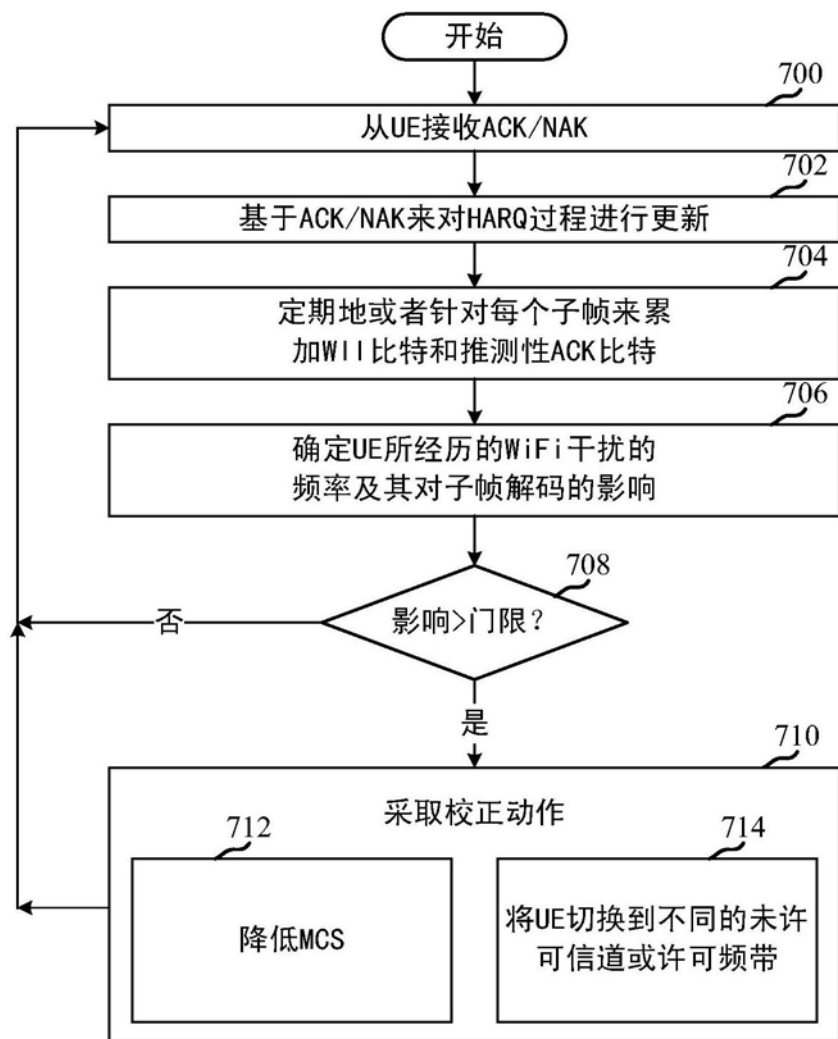 开始
700
从UE接收ACK/NAK
702
基于ACK/NAK来对HARQ过程进行更新
704
定期地或者针对每个子帧来累
加WII比特和推测性ACK比特
706
确定UE所经历的WiFi干扰的
频率及其对子帧解码的影响
708
影响>门限?
否
是
710
采取校正动作
712
降低MCS
714
将UE切换到不同的未许
可信道或许可频带